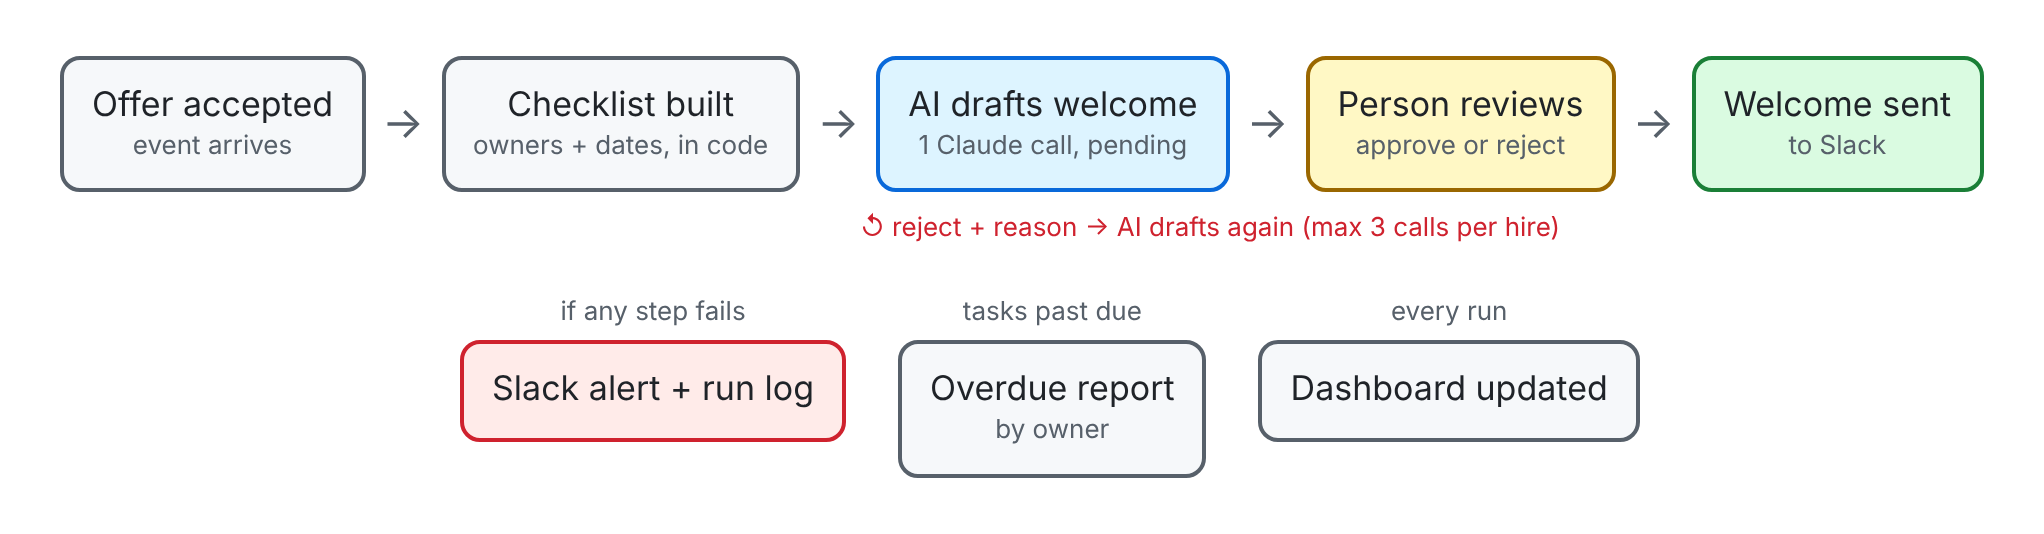 Offer accepted
event arrives
→
Checklist built
owners + dates, in code
→
AI drafts welcome
1 Claude call, pending
→
Person reviews
approve or reject
→
Welcome sent
to Slack
↺ reject + reason → AI drafts again (max 3 calls per hire)
if any step fails
Slack alert + run log
tasks past due
Overdue report
by owner
every run
Dashboard updated